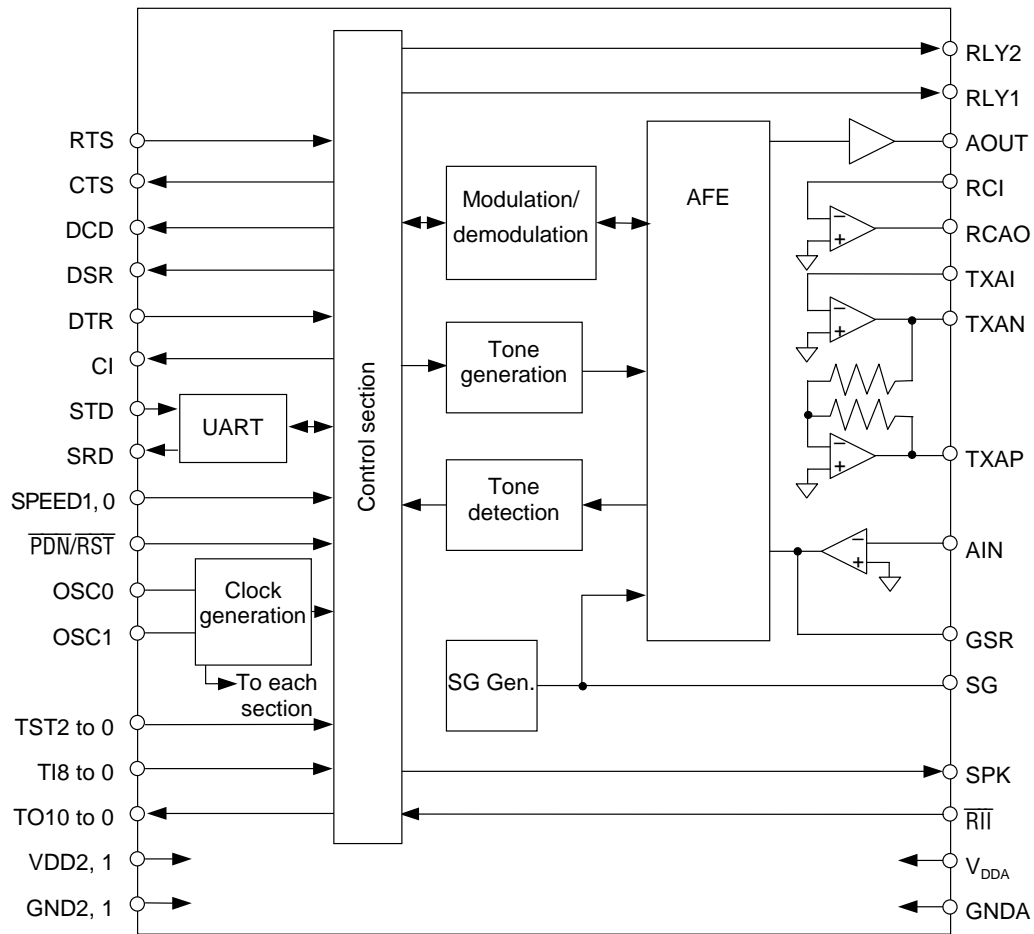 RTS
CTS
DCD
DSR
DTR
CI
STD
SRD
SPEED1, 0
PDN/RST
OSC0
OSC1
TST2 to 0
TI8 to 0
TO10 to 0
VDD2, 1
GND2, 1
UART
Clock
generation
To each
section
Control section
Modulation/
demodulation
Tone
generation
Tone
detection
SG Gen.
AFE
−
+
−
+
−
+
−
+
RLY2
RLY1
AOUT
RCI
RCAO
TXAI
TXAN
TXAP
AIN
GSR
SG
SPK
RII
VDDA
GNDA